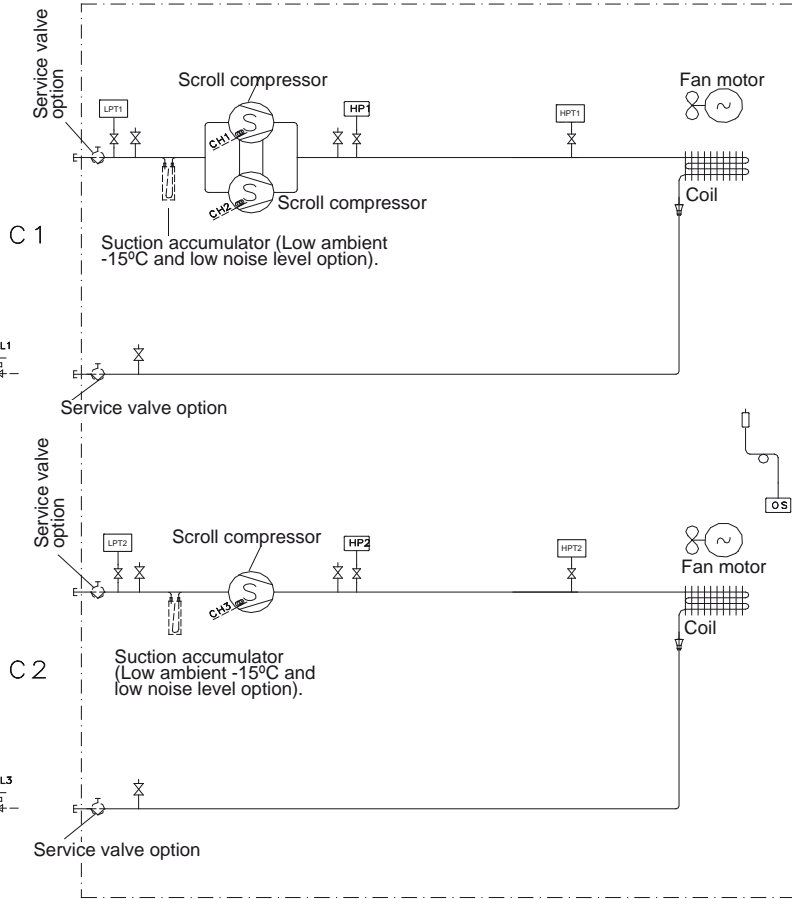 Service valve
option
LPT1
Scroll compressor
HP1
HPT1
Fan motor
CH1
CH2
Scroll compressor
Coil
C 1
Suction accumulator (Low ambient
-15ºC and low noise level option).
L1
Service valve option
Service valve
option
LPT2
Scroll compressor
HP2
HPT2
OS
Fan motor
CH3
Coil
C 2
Suction accumulator
(Low ambient -15ºC and
low noise level option).
L3
Service valve option